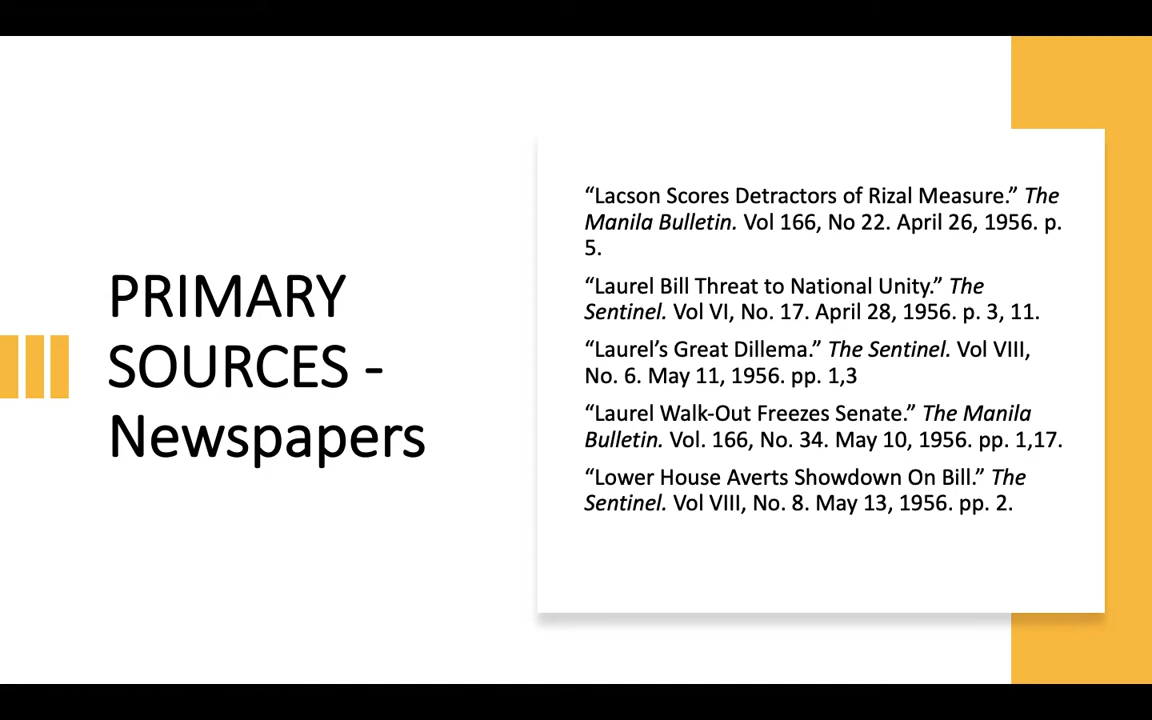 PRIMARY
SOURCES -
Newspapers
“Lacson Scores Detractors of Rizal Measure.” The
Manila Bulletin. Vol 166, No 22. April 26, 1956. p.
5.
“Laurel Bill Threat to National Unity.” The
Sentinel. Vol VI, No. 17. April 28, 1956. p. 3, 11.
“Laurel’s Great Dillema.” The Sentinel. Vol VIII,
No. 6. May 11, 1956. pp. 1,3
“Laurel Walk-Out Freezes Senate.” The Manila
Bulletin. Vol. 166, No. 34. May 10, 1956. pp. 1,17.
“Lower House Averts Showdown On Bill.” The
Sentinel. Vol VIII, No. 8. May 13, 1956. pp. 2.